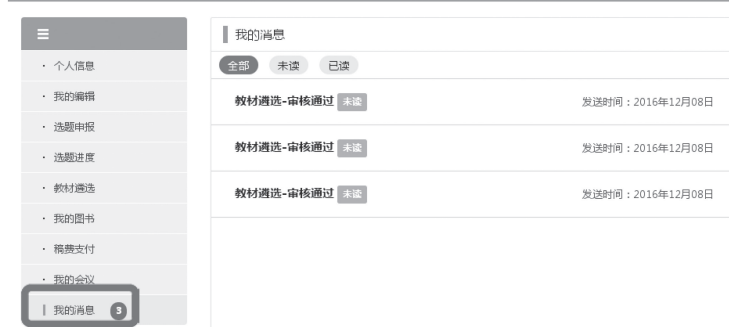 个人信息
我的编辑
选题申报
选题进度
教材遴选
我的图书
稿费支付
我的会议
我的消息 3
我的消息
全部 未读 已读
教材遴选-审核通过 未读 发送时间：2016年12月08日
教材遴选-审核通过 未读 发送时间：2016年12月08日
教材遴选-审核通过 未读 发送时间：2016年12月08日